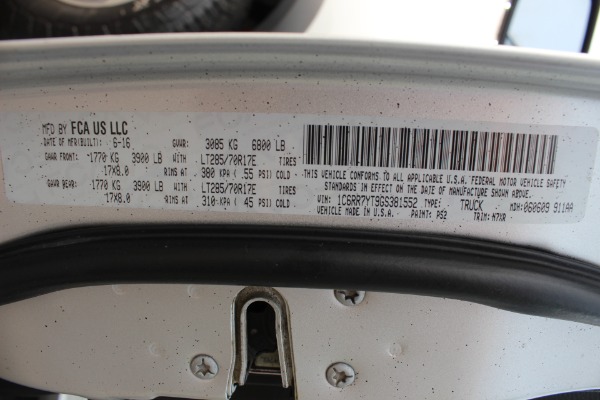 MFD BY FCA US LLC
DATE OF MFR(BUILT): 6-16 GVWR: 3085 KG 6800 LB
GAWR FRONT: 1770 KG 3900 LB WITH LT285/70R17E TIRES
17X8.0 RIMS AT 380 KPA ( 55 PSI) COLD
GAWR REAR: 1770 KG 3900 LB WITH LT285/70R17E TIRES
17X8.0 RIMS AT 310 KPA ( 45 PSI) COLD
THIS VEHICLE CONFORMS TO ALL APPLICABLE U.S.A. FEDERAL MOTOR VEHICLE SAFETY
STANDARDS IN EFFECT ON THE DATE OF MANUFACTURE SHOWN ABOVE.
VIN: 1C6RR7YT9GS381552 TYPE: TRUCK MDH: 060609 911AA
VEHICLE MADE IN U.S.A. PAINT: PS2 TRIM: N7XR